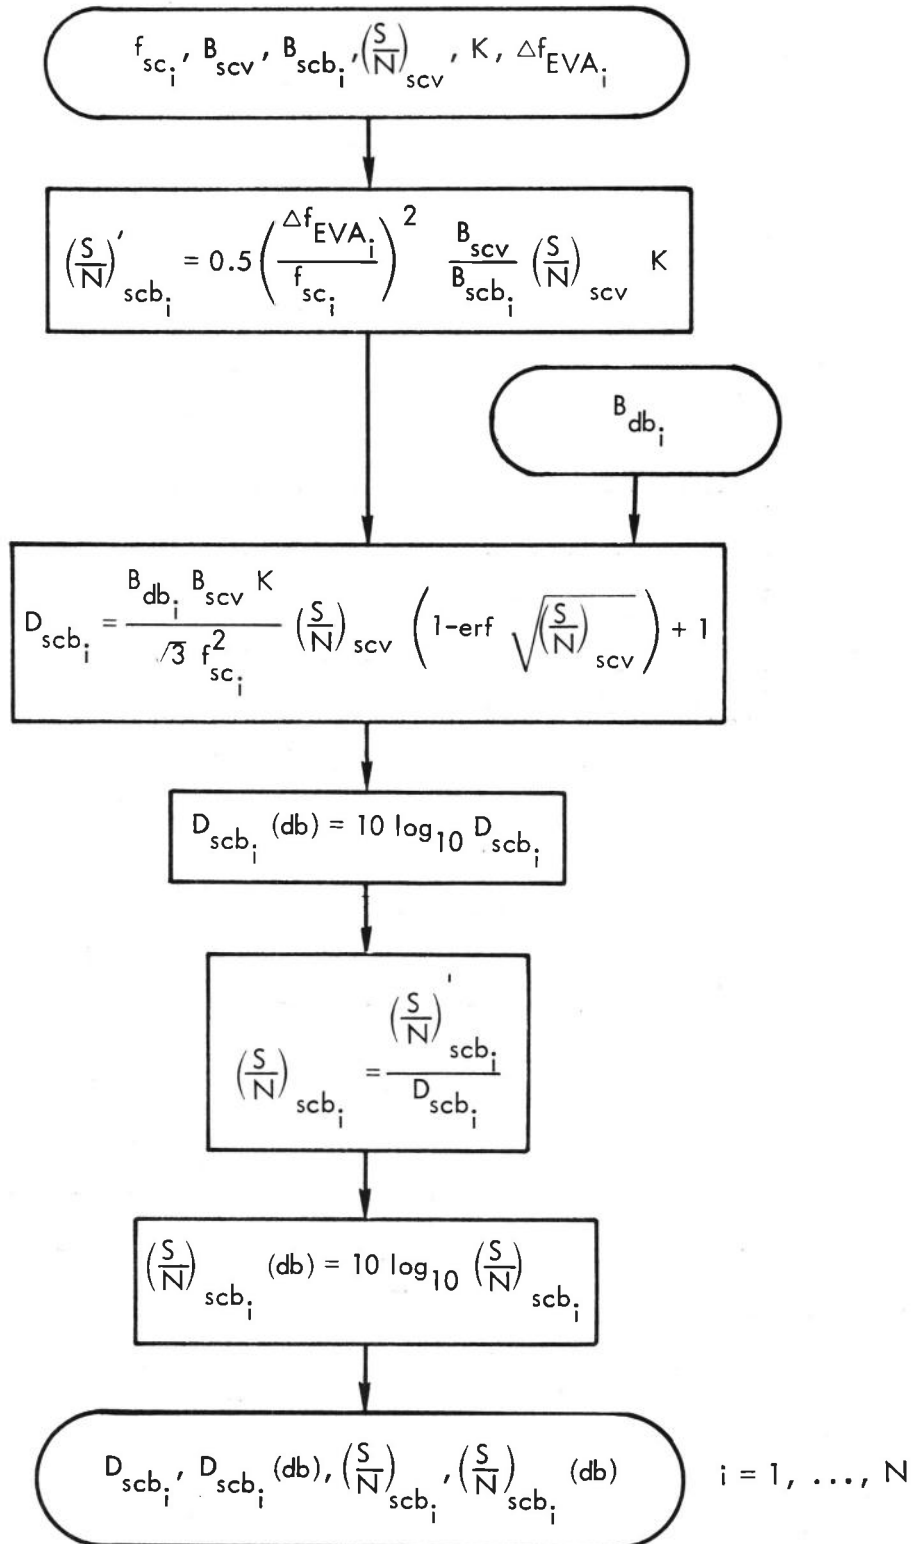 f_sc_i, B_scv, B_scb_i, (S/N)_scv, K, Δf_EVA_i
(S/N)'_scb_i = 0.5 (Δf_EVA_i / f_sc_i)^2 B_scv / B_scb_i (S/N)_scv K
B_db_i
D_scb_i = B_db_i B_scv K / √3 f^2_sc_i (S/N)_scv (1-erf √(S/N)_scv) + 1
D_scb_i (db) = 10 log_10 D_scb_i
(S/N)_scb_i = (S/N)'_scb_i / D_scb_i
(S/N)_scb_i (db) = 10 log_10 (S/N)_scb_i
D_scb_i, D_scb_i (db), (S/N)_scb_i, (S/N)_scb_i (db) i = 1, ..., N